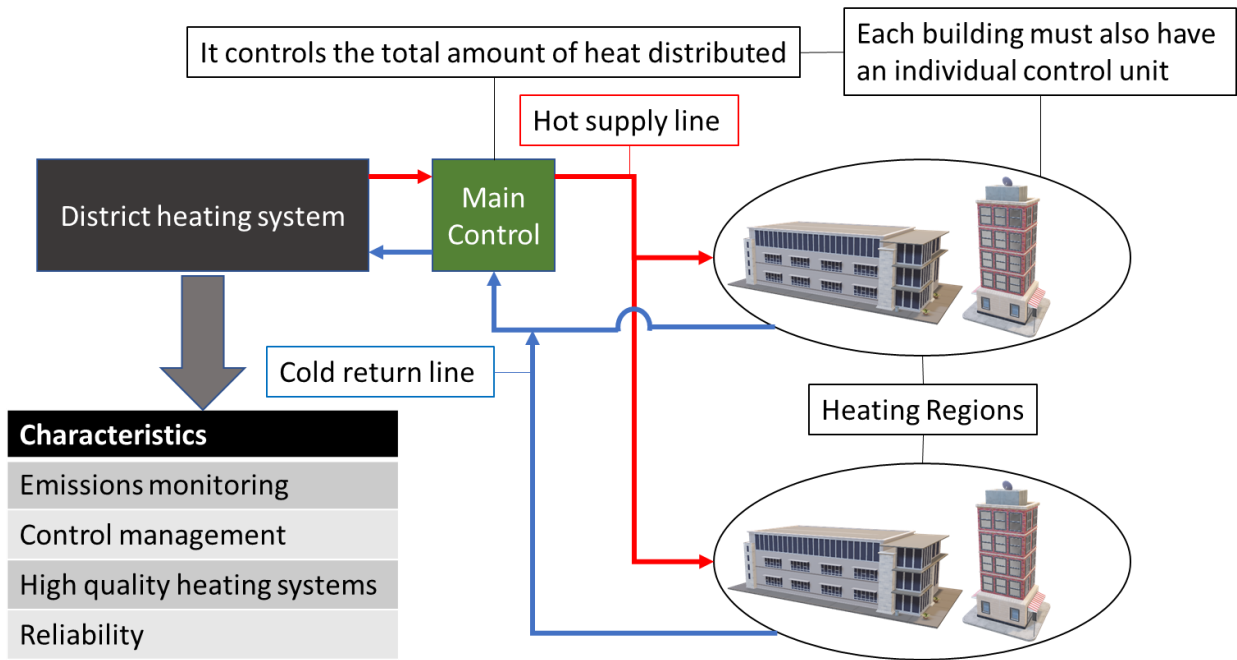 It controls the total amount of heat distributed
Each building must also have
an individual control unit
Hot supply line
District heating system
Main
Control
Cold return line
Heating Regions
Characteristics
Emissions monitoring
Control management
High quality heating systems
Reliability